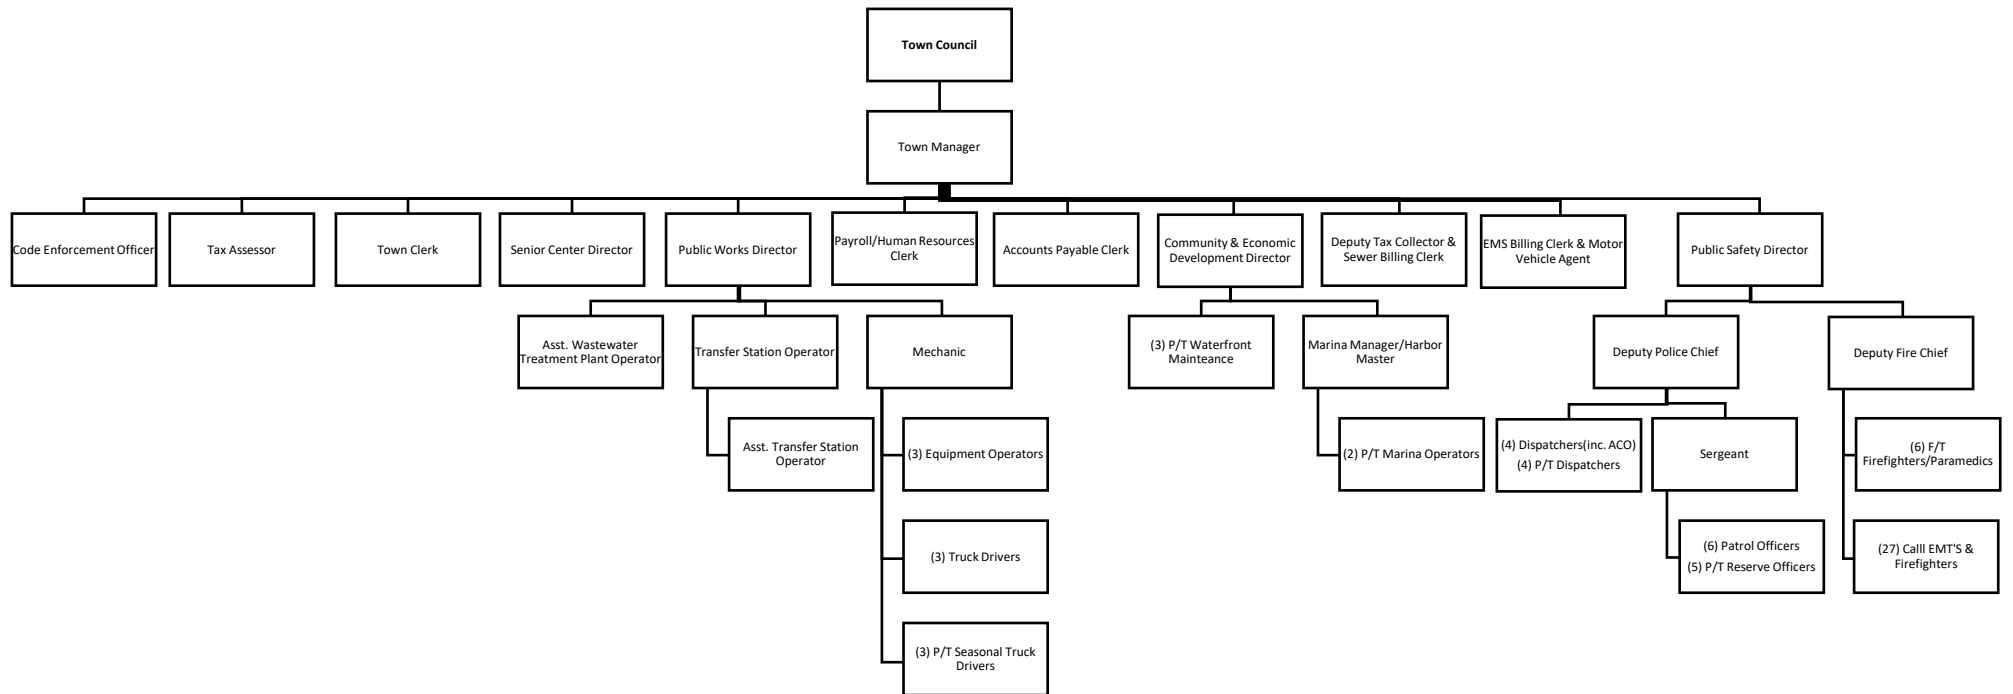 Town Council
Town Manager
Code Enforcement Officer
Tax Assessor
Town Clerk
Senior Center Director
Public Works Director
Payroll/Human Resources
Clerk
Accounts Payable Clerk
Community & Economic
Development Director
Deputy Tax Collector &
Sewer Billing Clerk
EMS Billing Clerk & Motor
Vehicle Agent
Public Safety Director
Asst. Wastewater
Treatment Plant Operator
Transfer Station Operator
Mechanic
(3) P/T Waterfront
Mainteance
Marina Manager/Harbor
Master
Deputy Police Chief
Deputy Fire Chief
Asst. Transfer Station
Operator
(3) Equipment Operators
(2) P/T Marina Operators
(4) Dispatchers(inc. ACO)
(4) P/T Dispatchers
Sergeant
(6) F/T
Firefighters/Paramedics
(3) Truck Drivers
(6) Patrol Officers
(5) P/T Reserve Officers
(27) Calll EMT'S &
Firefighters
(3) P/T Seasonal Truck
Drivers